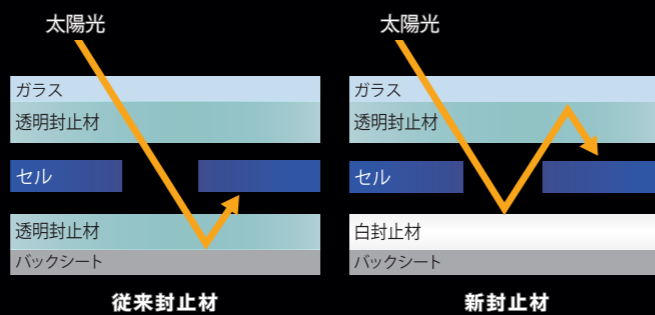 太陽光
ガラス
透明封止材
セル
透明封止材
バックシート
従来封止材
太陽光
ガラス
透明封止材
セル
白封止材
バックシート
新封止材